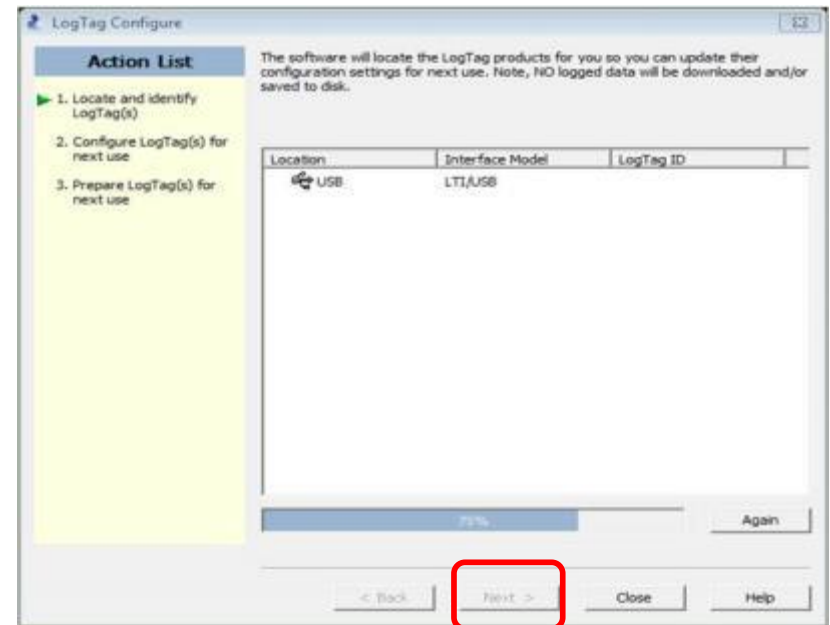 LogTag Configure
Action List
1. Locate and identify
LogTag(s)
2. Configure LogTag(s) for
next use
3. Prepare LogTag(s) for
next use
The software will locate the LogTag products for you so you can update their
configuration settings for next use. Note, NO logged data will be downloaded and/or
saved to disk.
Location Interface Model LogTag ID
USB LTI/USB
Again
< Back Next > Close Help